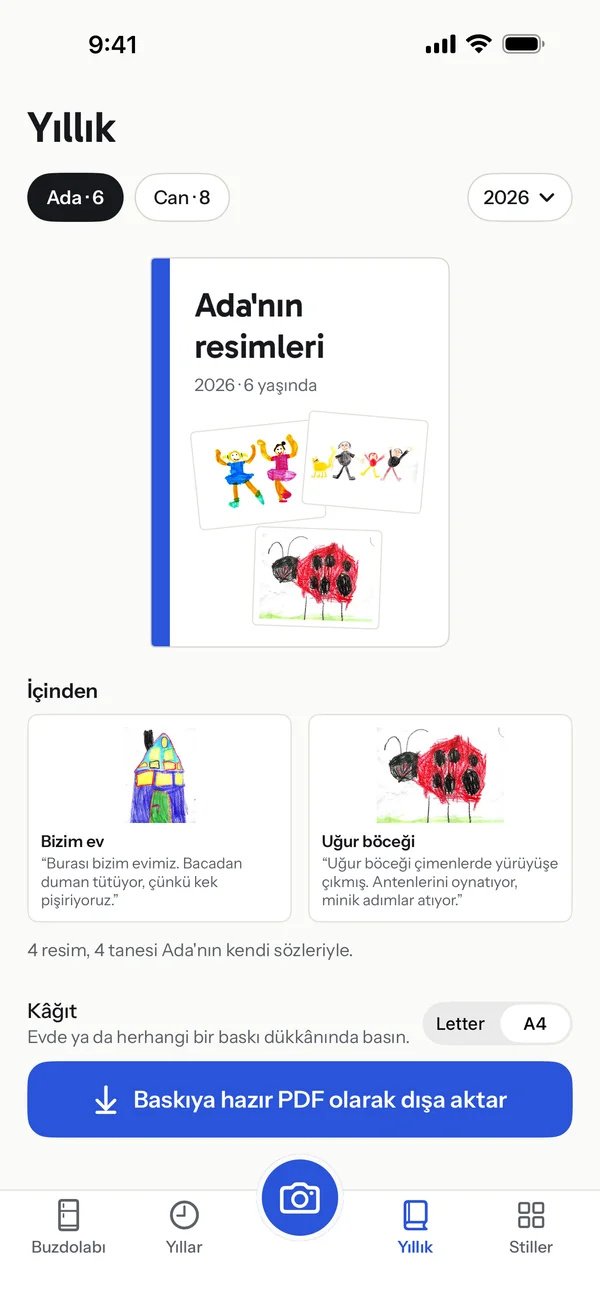 9:41
Yıllık
Ada · 6
Can · 8
2026
Ada'nın
resimleri
2026 · 6 yaşında
İçinden
Bizim ev
“Burası bizim evimiz. Bacadan
duman tütüyor, çünkü kek
pişiriyoruz.”
Uğur böceği
“Uğur böceği çimenlerde yürüyüşe
çıkmış. Antenlerini oynatıyor,
minik adımlar atıyor.”
4 resim, 4 tanesi Ada'nın kendi sözleriyle.
Kâğıt
Evde ya da herhangi bir baskı dükkânında basın.
Letter
A4
Baskıya hazır PDF olarak dışa aktar
Buzdolabı
Yıllar
Yıllık
Stiller